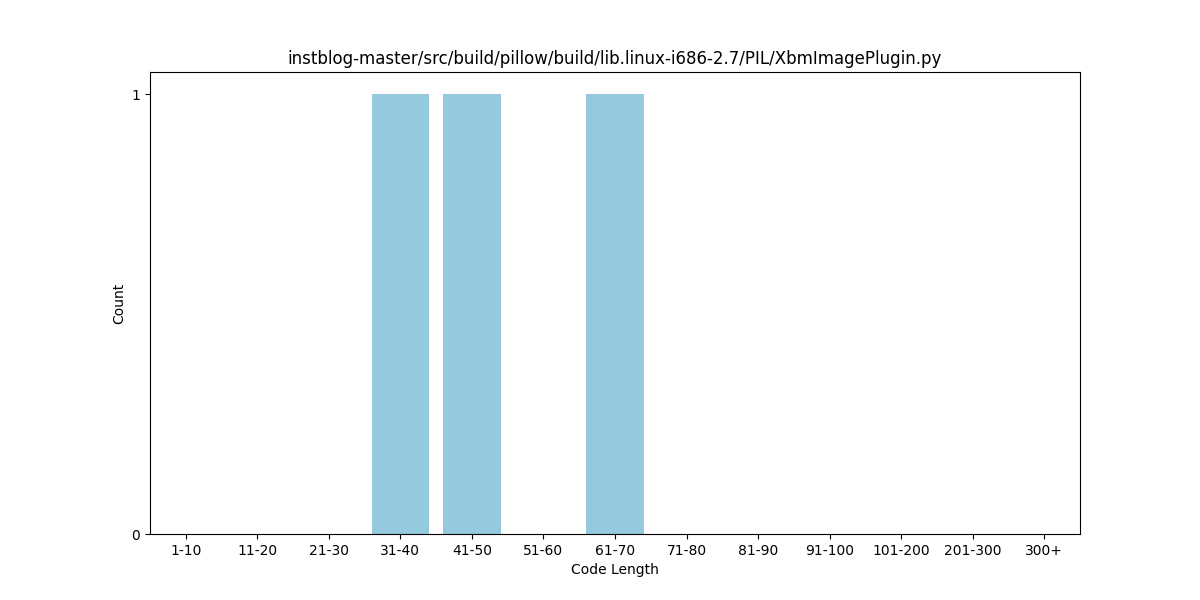 instblog-master/src/build/pillow/build/lib.linux-i686-2.7/PIL/XbmImagePlugin.py
1
Count
0
1-10 11-20 21-30 31-40 41-50 51-60 61-70 71-80 81-90 91-100 101-200 201-300 300+
Code Length